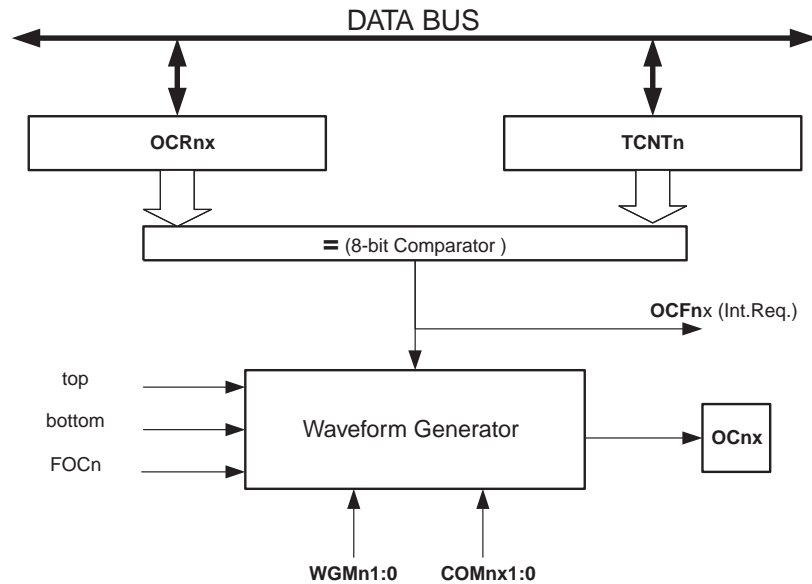 DATA BUS
OCRnx
TCNTn
= (8-bit Comparator )
OCFnx (Int.Req.)
top
bottom
FOCn
Waveform Generator
OCnx
WGMn1:0
COMnx1:0